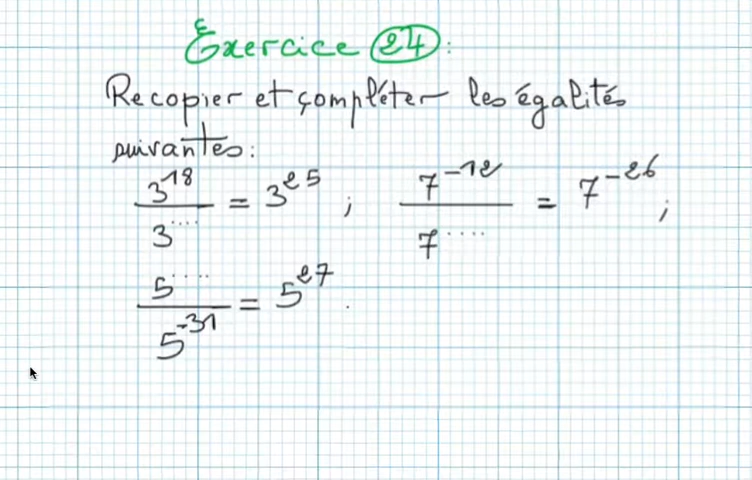 Exercice 24 :
Recopier et compléter les égalités
suivantes :
3^18 / 3^.... = 3^25 ; 7^-12 / 7^.... = 7^-26 ;
5^.... / 5^-31 = 5^27 .